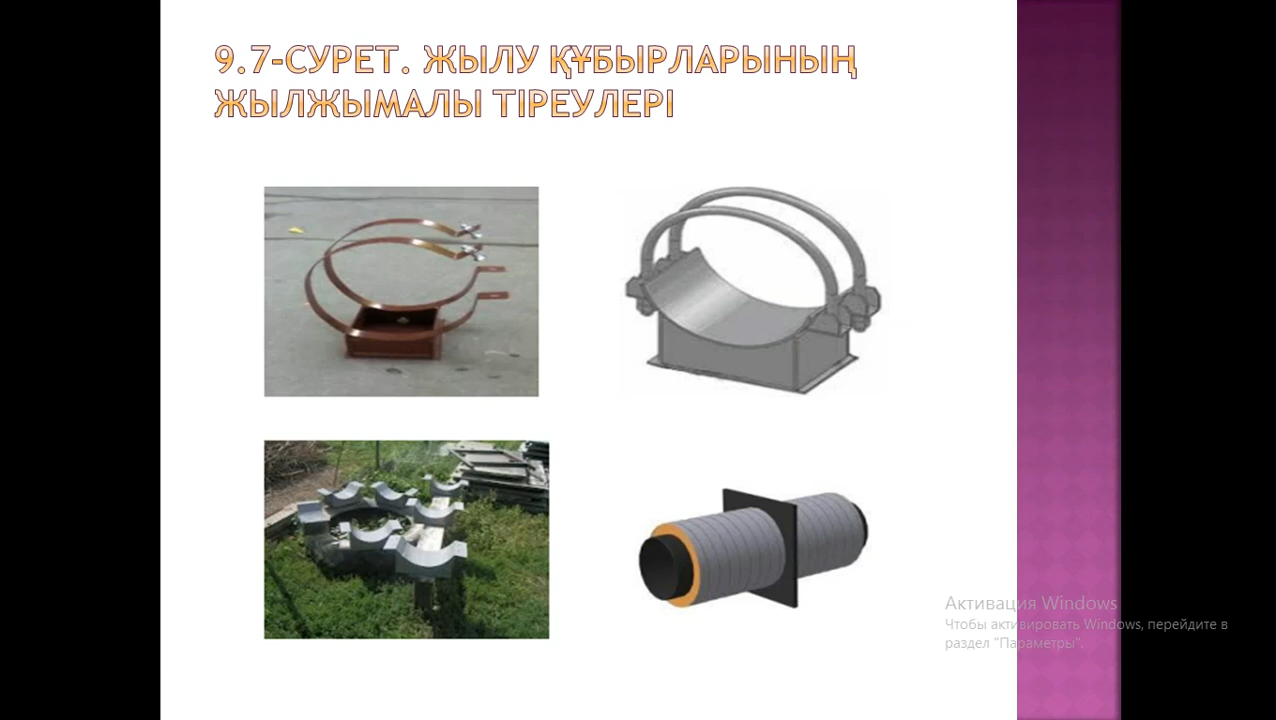 9.7-СУРЕТ. ЖЫЛУ ҚҰБЫРЛАРЫНЫҢ
ЖЫЛЖЫМАЛЫ ТІРЕУЛЕРІ
Активация Windows
Чтобы активировать Windows, перейдите в
раздел "Параметры".